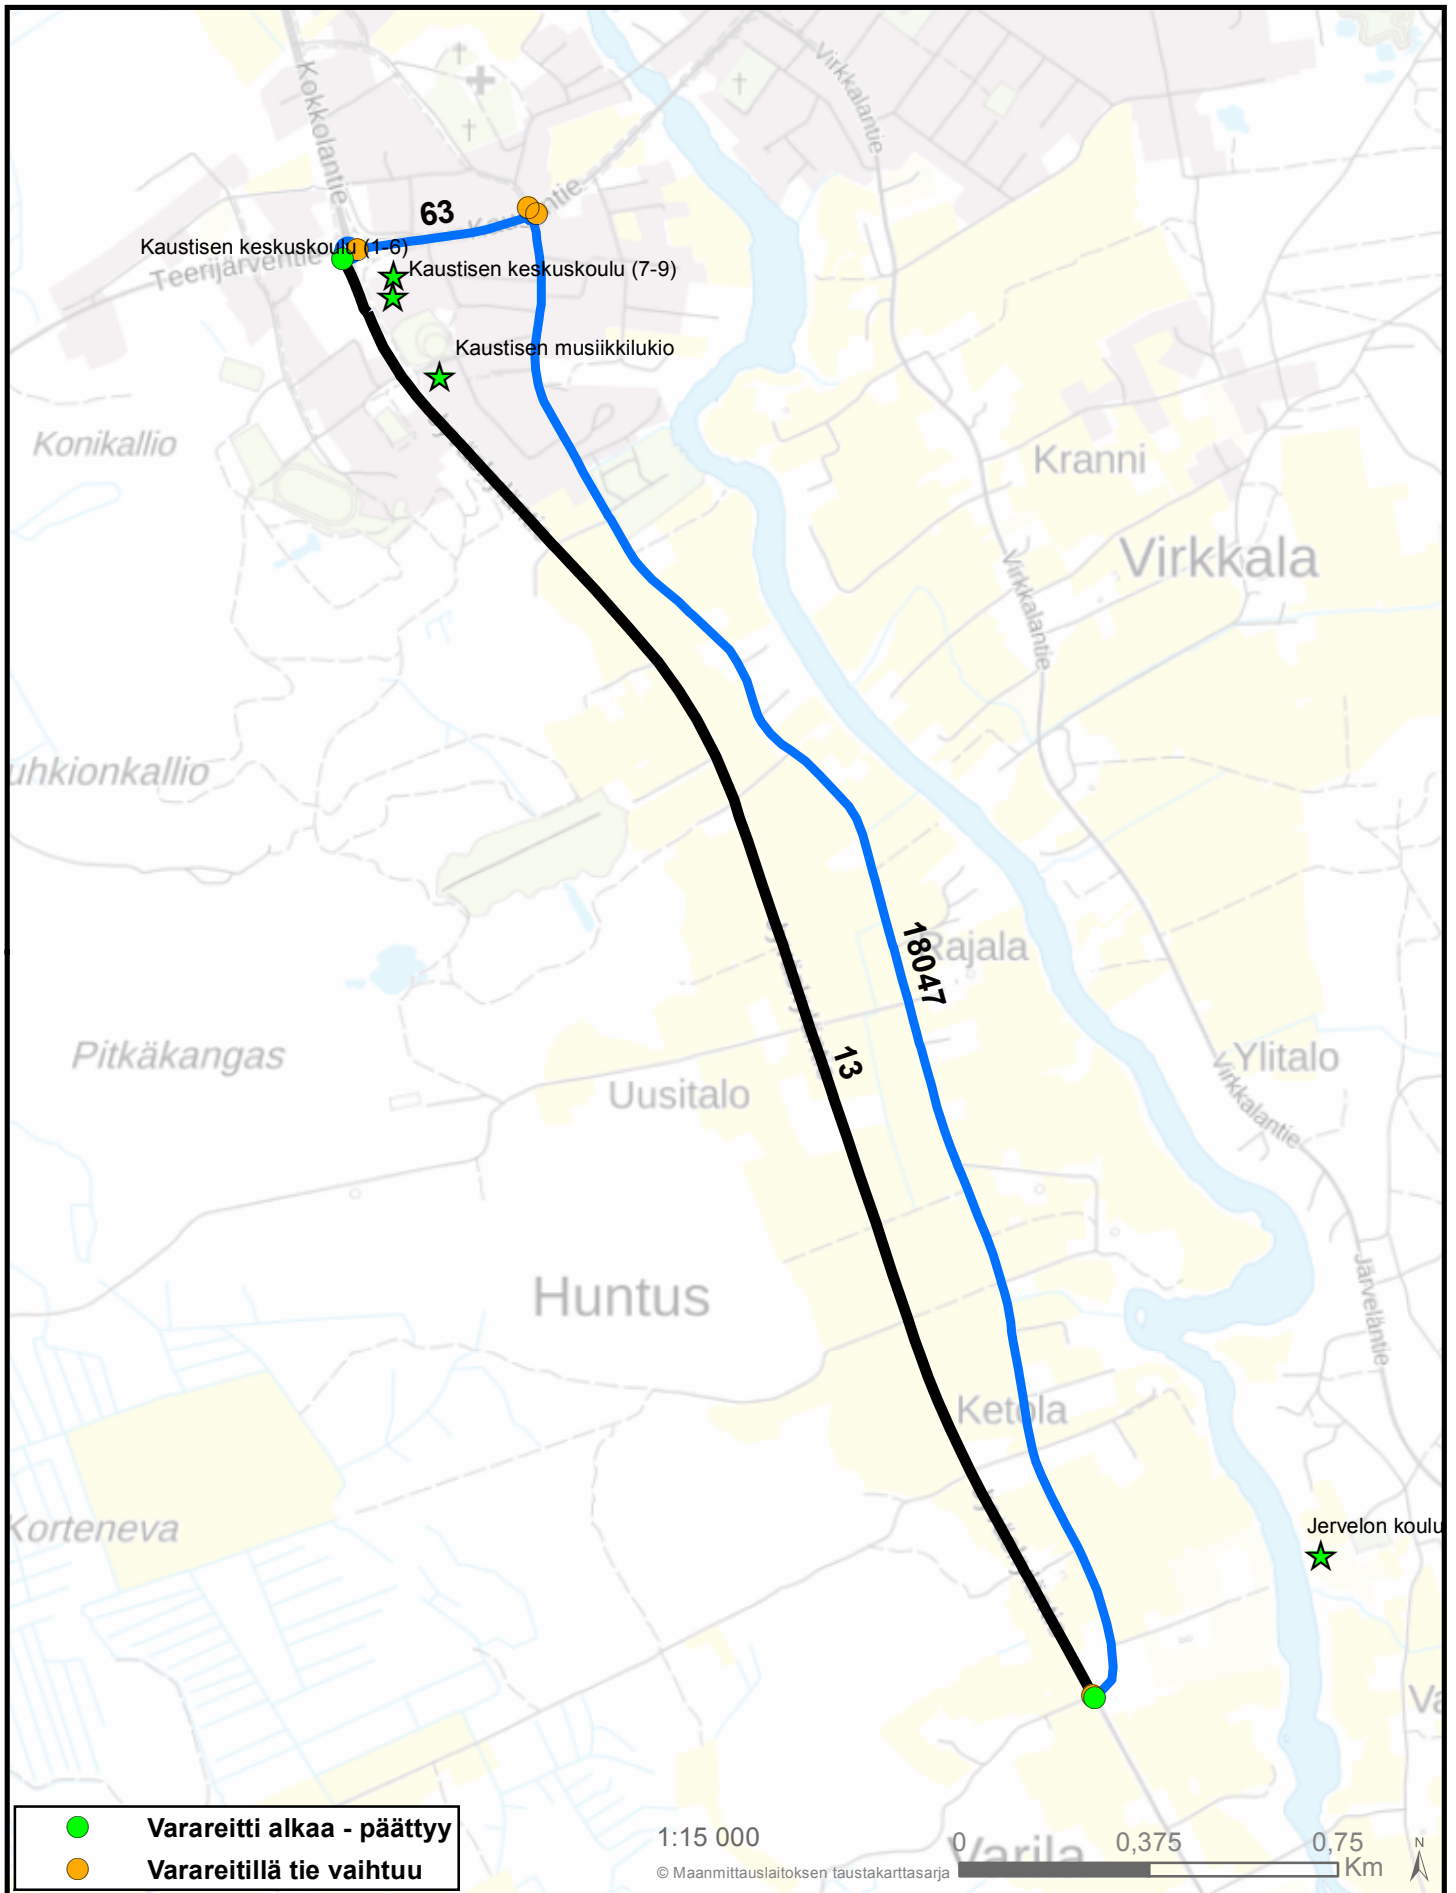 Kokkolantie
Virkkalantie
63
Teerijärventie
Kaustisen keskuskoulu (1-6)
Kaustisen keskuskoulu (7-9)
Kaustisen musiikkilukio
Konikallio
Kranni
Virkkala
Virkkalantie
uhkionkallio
18047
Rajala
13
Pitkäkangas
Uusitalo
Ylitalo
Virkkalantie
Huntus
Järveläntie
Ketola
Korteneva
Jervelon koulu
Va
Varareitti alkaa - päättyy
Varareitillä tie vaihtuu
1:15 000
© Maanmittauslaitoksen taustakarttasarja
Varila
0 0,375 0,75
Km
N